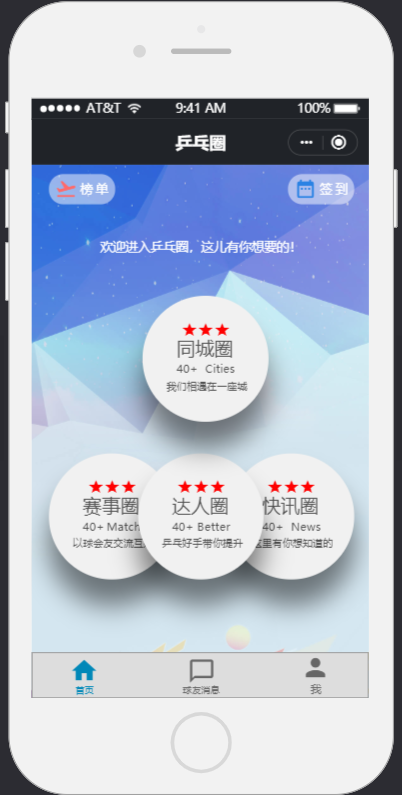 AT&T 9:41 AM 100%
乒乓圈
榜单
签到
欢迎进入乒乓圈，这儿有你想要的!
同城圈
40+ Cities
我们相遇在一座城
赛事圈
40+ Match
以球会友交流互
达人圈
40+ Better
乒乓好手带你提升
快讯圈
40+ News
里有你想知道的
首页
球友消息
我